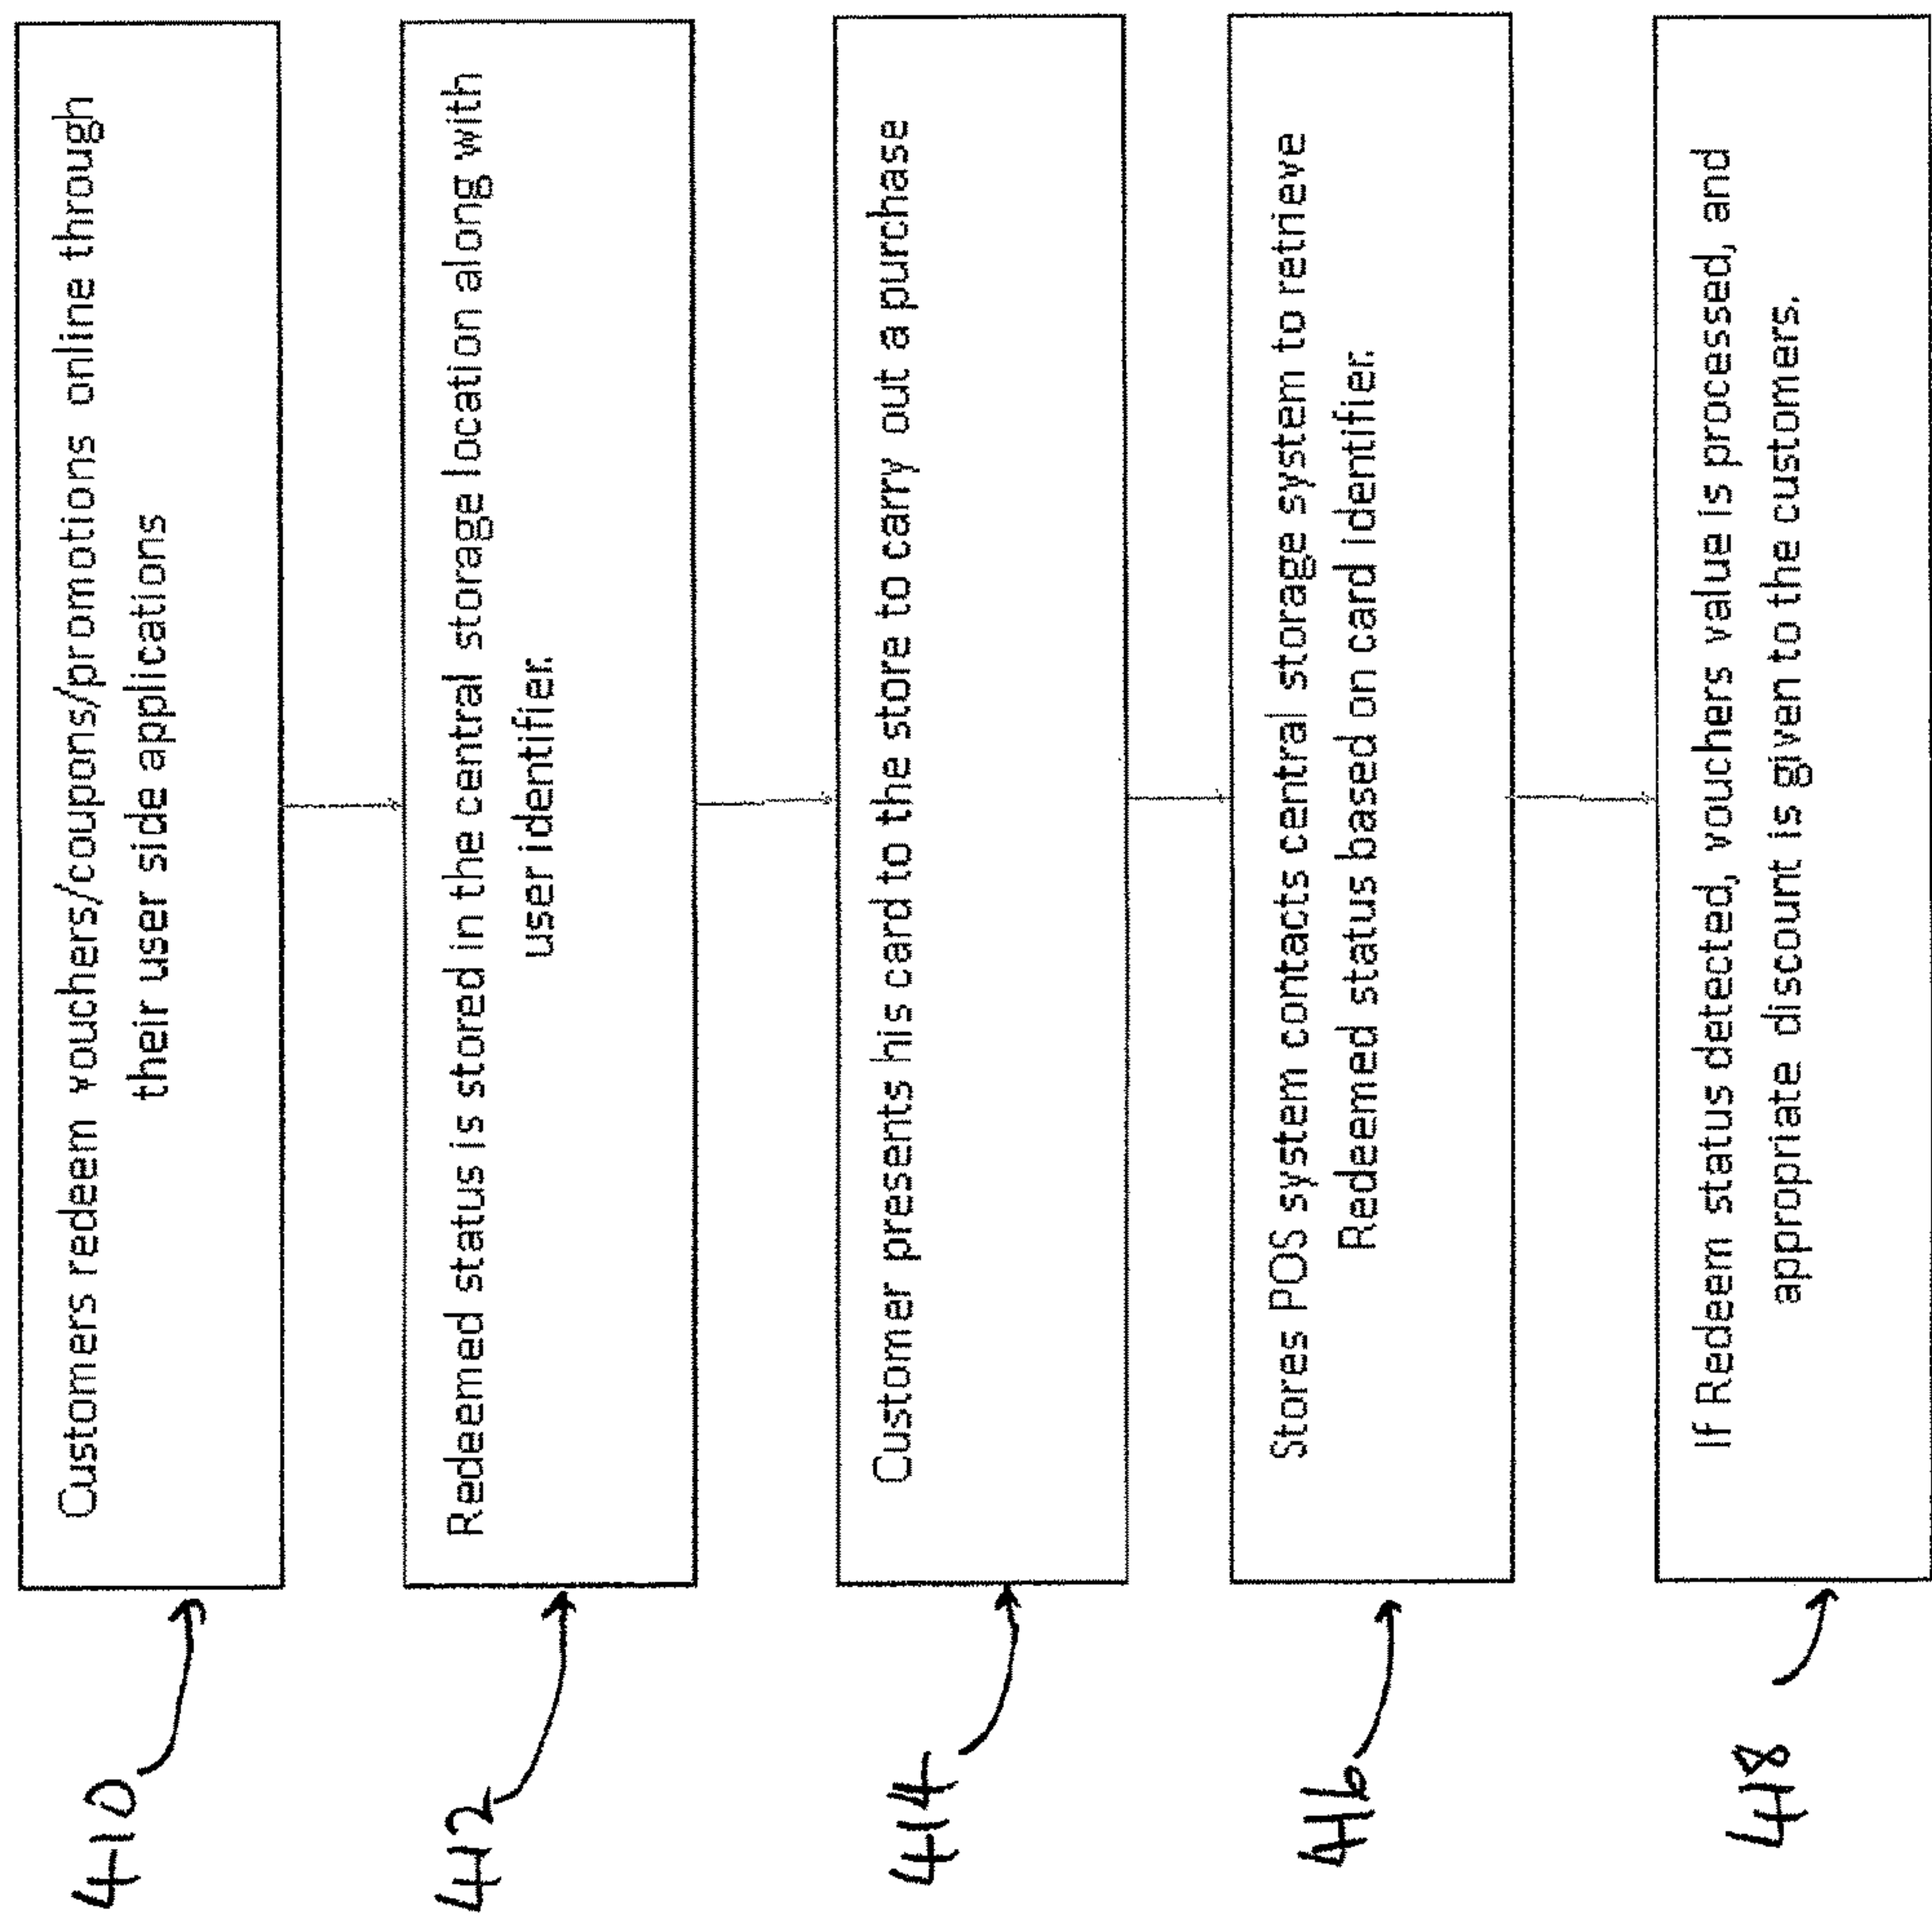 410
Customers redeem vouchers/coupons/promotions online through
their user side applications
412
Redeemed status is stored in the central storage location along with
user identifier.
414
Customer presents his card to the store to carry out a purchase
416
Stores POS system contacts central storage system to retrieve
Redeemed status based on card identifier.
418
If Redeem status detected, vouchers value is processed, and
appropriate discount is given to the customers.